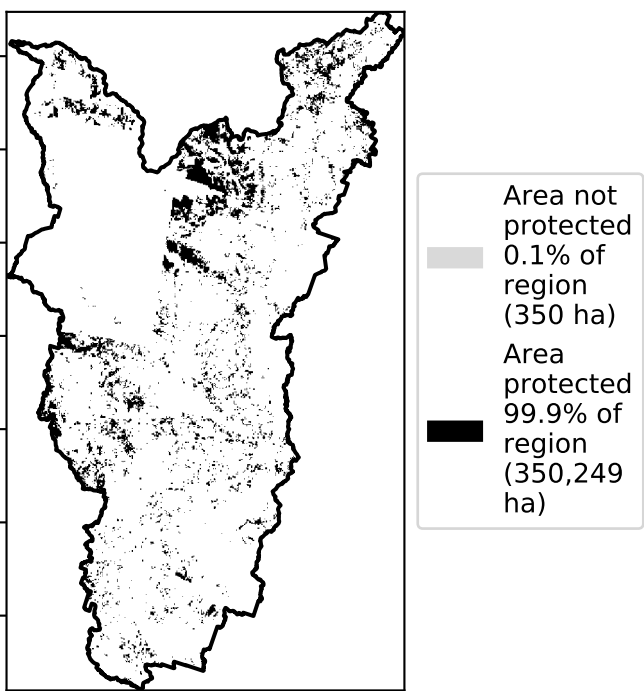 Area not
protected
0.1% of
region
(350 ha)
Area
protected
99.9% of
region
(350,249
ha)